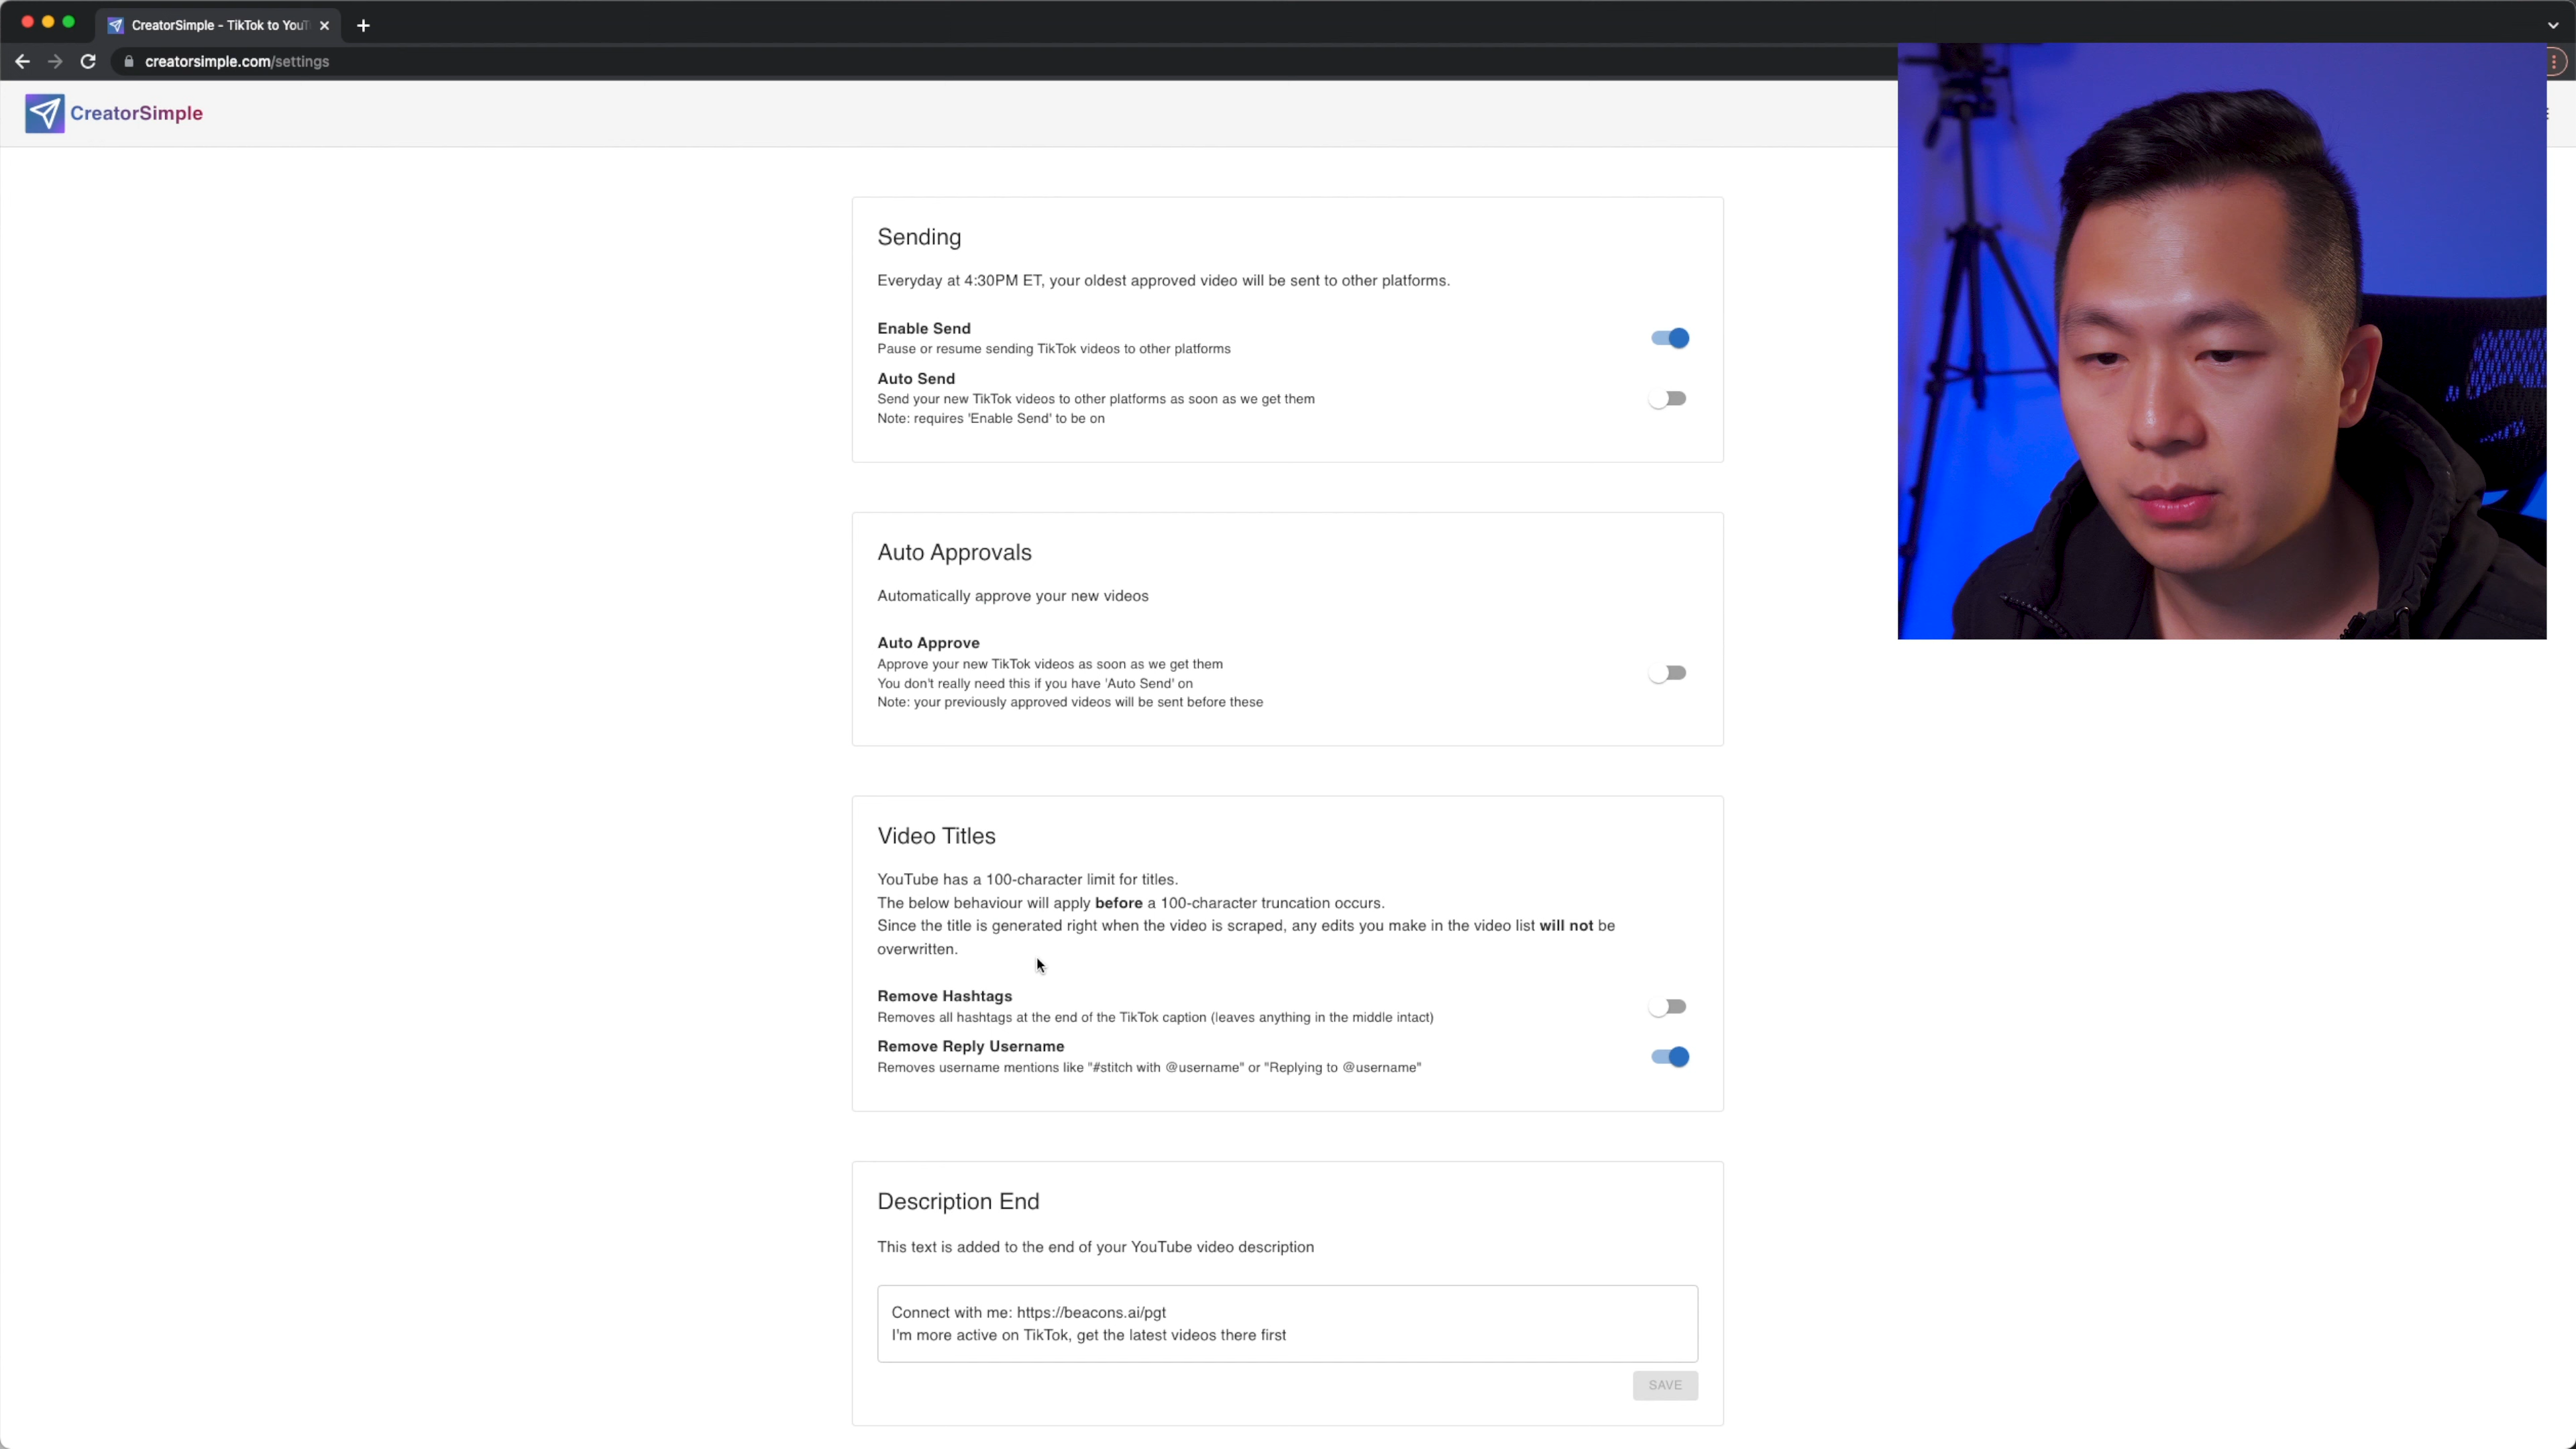 CreatorSimple - TikTok to YouT
creatorsimple.com/settings
CreatorSimple
Sending
Everyday at 4:30PM ET, your oldest approved video will be sent to other platforms.
Enable Send
Pause or resume sending TikTok videos to other platforms
Auto Send
Send your new TikTok videos to other platforms as soon as we get them
Note: requires 'Enable Send' to be on
Auto Approvals
Automatically approve your new videos
Auto Approve
Approve your new TikTok videos as soon as we get them
You don't really need this if you have 'Auto Send' on
Note: your previously approved videos will be sent before these
Video Titles
YouTube has a 100-character limit for titles.
The below behaviour will apply before a 100-character truncation occurs.
Since the title is generated right when the video is scraped, any edits you make in the video list will not be
overwritten.
Remove Hashtags
Removes all hashtags at the end of the TikTok caption (leaves anything in the middle intact)
Remove Reply Username
Removes username mentions like "#stitch with @username" or "Replying to @username"
Description End
This text is added to the end of your YouTube video description
Connect with me: https://beacons.ai/pgt
I'm more active on TikTok, get the latest videos there first
SAVE